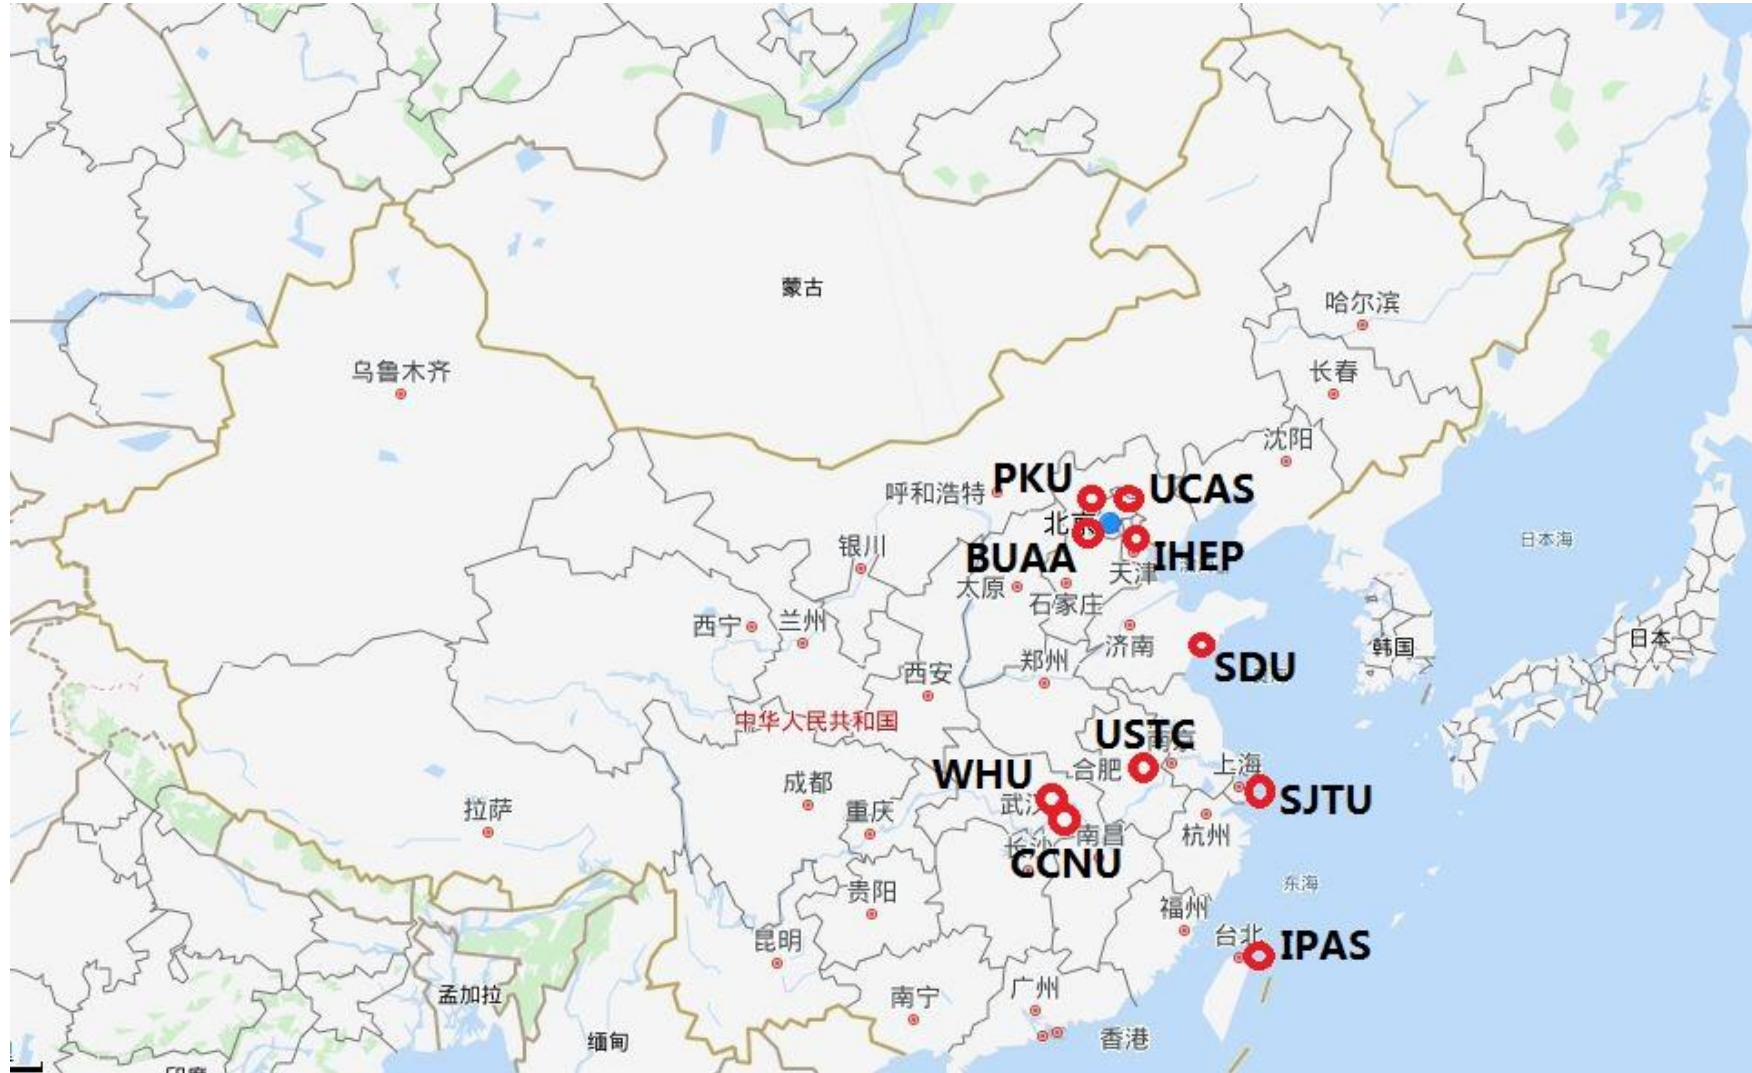 蒙古
哈尔滨
乌鲁木齐
长春
沈阳
PKU
UCAS
呼和浩特
北京
日本海
银川
BUAA
IHEP
天津
太原
石家庄
西宁
兰州
济南
韩国
日本
郑州
SDU
西安
中华人民共和国
USTC
南京
WHU
合肥
上海
成都
SJTU
拉萨
重庆
武汉
杭州
南昌
长沙
CCNU
东海
贵阳
福州
台北
IPAS
昆明
广州
孟加拉
南宁
缅甸
香港